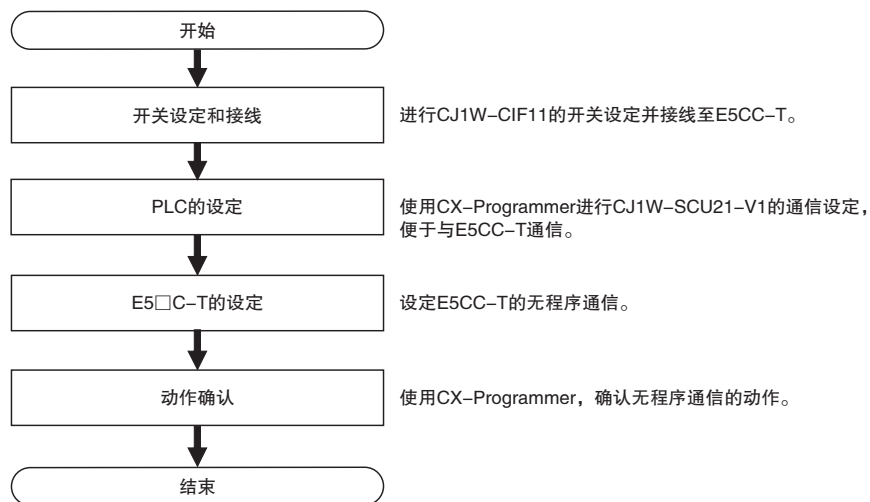 开始
开关设定和接线
进行CJ1W–CIF11的开关设定并接线至E5CC–T。
PLC的设定
使用CX–Programmer进行CJ1W–SCU21–V1的通信设定，
便于与E5CC–T通信。
E5□C–T的设定
设定E5CC–T的无程序通信。
动作确认
使用CX–Programmer，确认无程序通信的动作。
结束